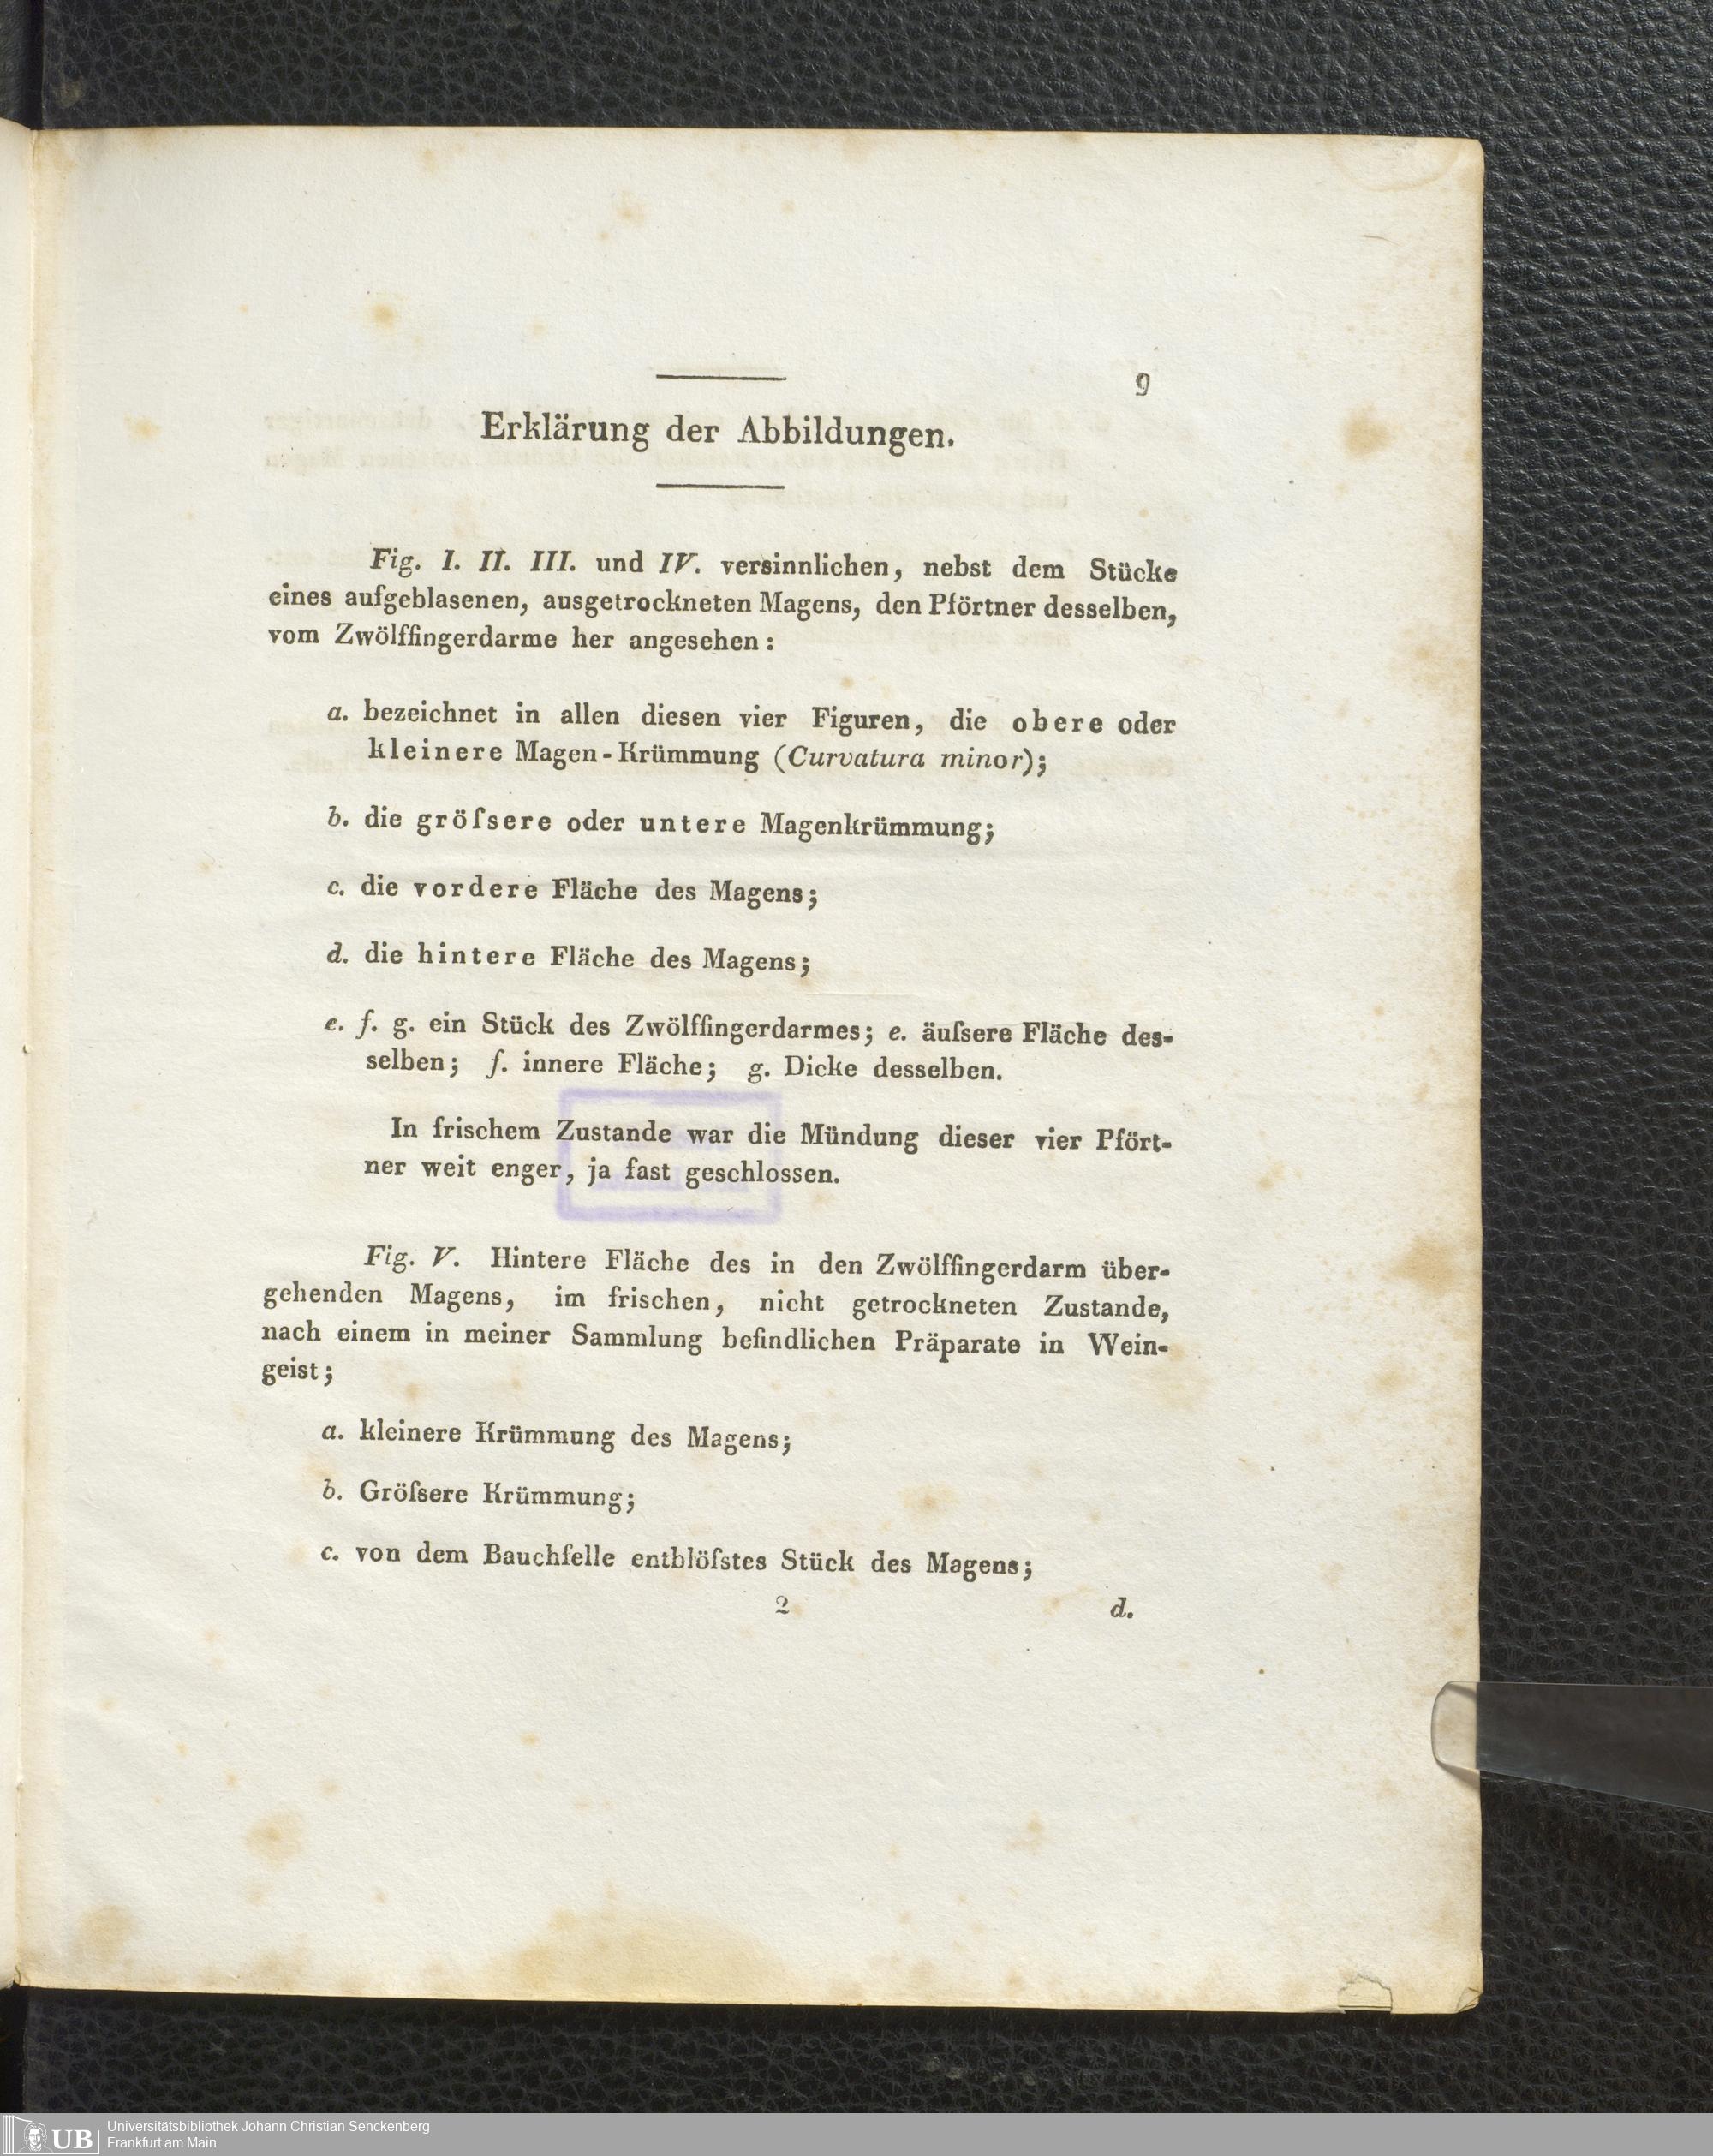 9
Erklärung der Abbildungen.
Fig. I. II. III. und IV. versinnlichen, nebst dem Stücke
eines aufgeblasenen, ausgetrockneten Magens, den Pförtner desselben,
vom Zwölffingerdarme her angesehen:
a. bezeichnet in allen diesen vier Figuren, die obere oder
kleinere Magen-Krümmung (Curvatura minor);
b. die gröſsere oder untere Magenkrümmung;
c. die vordere Fläche des Magens;
d. die hintere Fläche des Magens;
e. f. g. ein Stück des Zwölffingerdarmes; e. äuſsere Fläche des-
selben; f. innere Fläche; g. Dicke desselben.
In frischem Zustande war die Mündung dieser vier Pfört-
ner weit enger, ja fast geschlossen.
Fig. V. Hintere Fläche des in den Zwölffingerdarm über-
gehenden Magens, im frischen, nicht getrockneten Zustande,
nach einem in meiner Sammlung befindlichen Präparate in Wein-
geist;
a. kleinere Krümmung des Magens;
b. Gröſsere Krümmung;
c. von dem Bauchfelle entblöſstes Stück des Magens;
2 d.
UB
Universitätsbibliothek Johann Christian Senckenberg
Frankfurt am Main